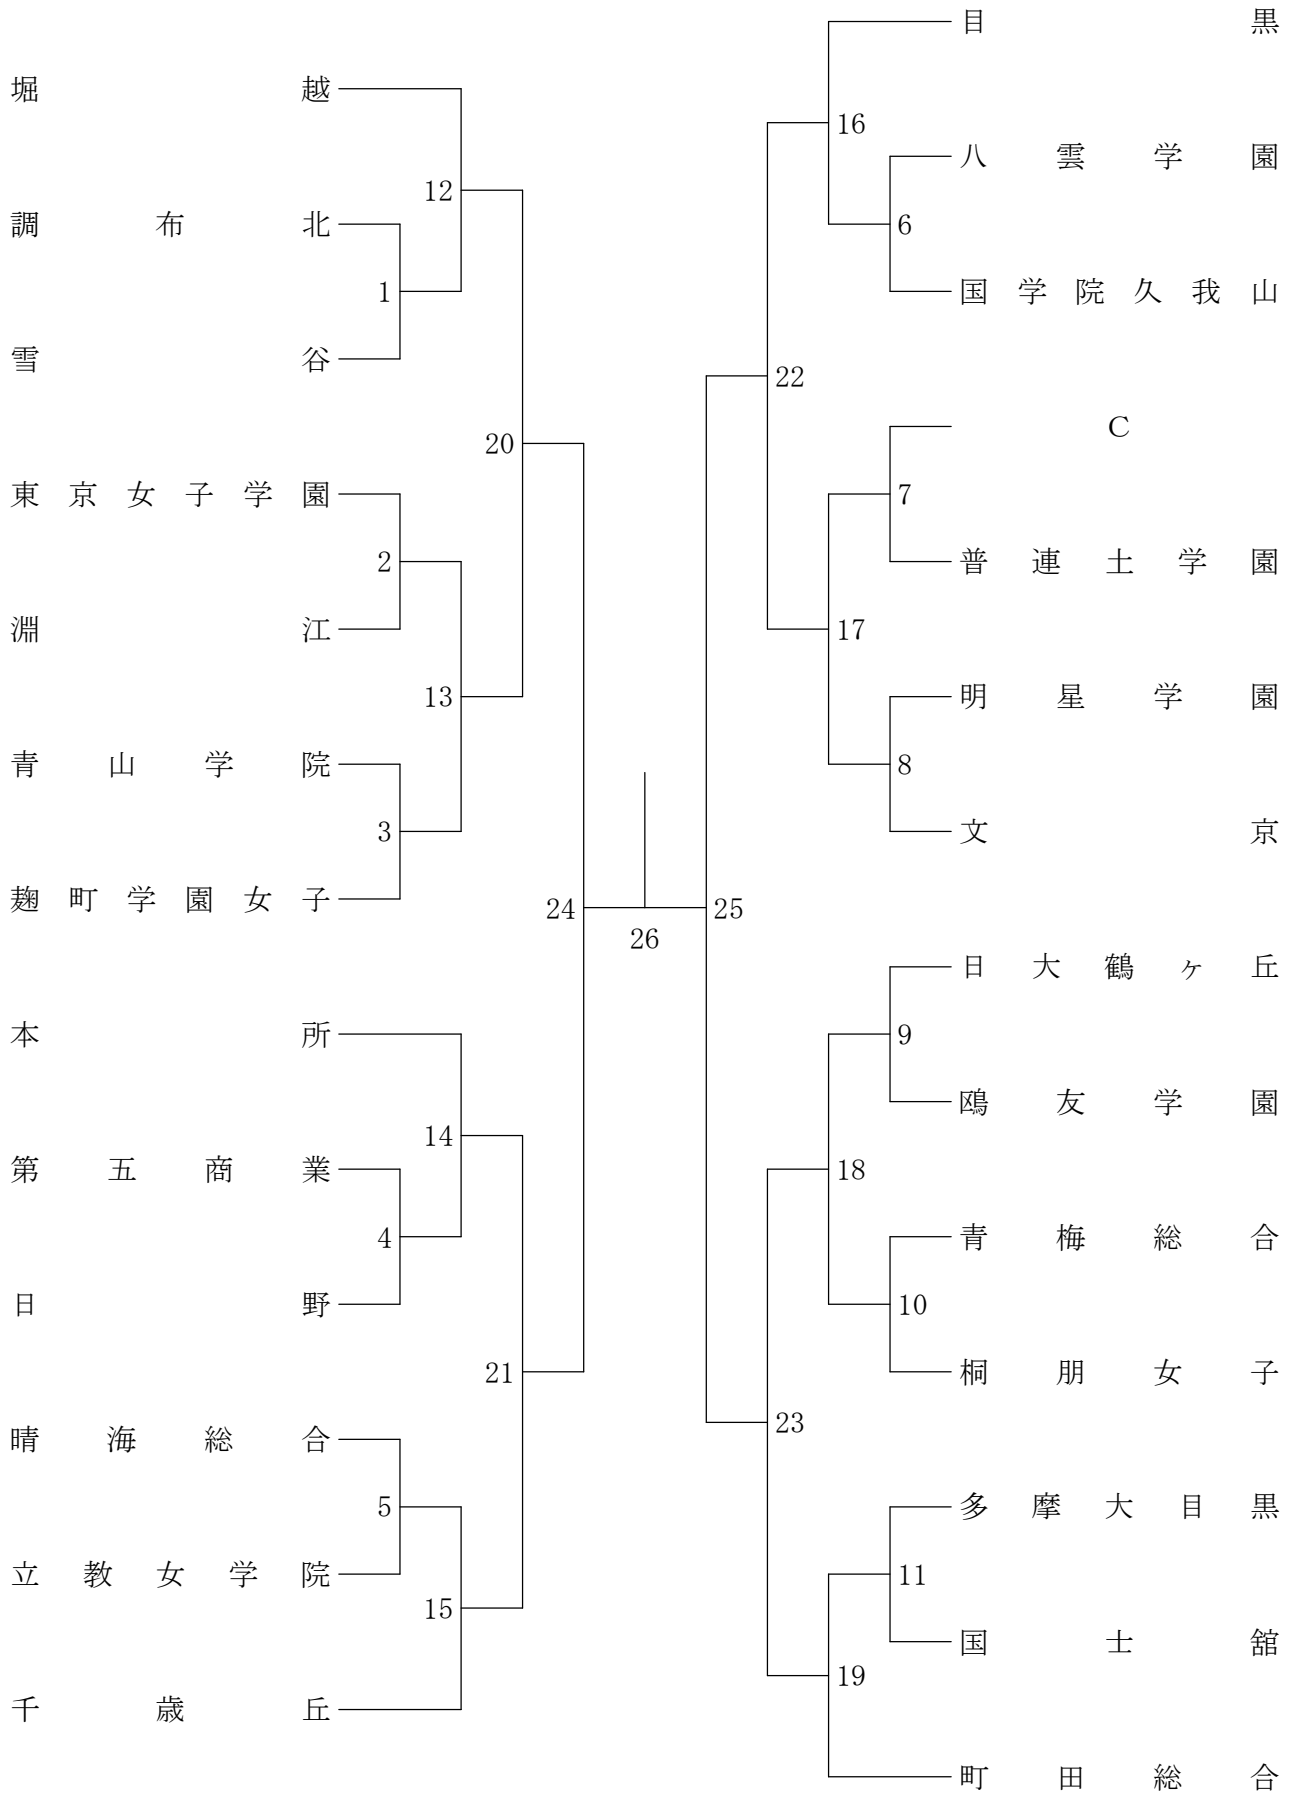 堀越
12
調布北
1
雪谷
20
東京女子学園
2
淵江
13
青山学院
3
麹町学園女子
24
本所
14
第五商業
4
日野
21
晴海総合
5
立教女学院
15
千歳丘
26
目黒
16
八雲学園
6
国学院久我山
22
C
7
普連土学園
17
明星学園
8
文京
25
日大鶴ヶ丘
9
鴎友学園
18
青梅総合
10
桐朋女子
23
多摩大目黒
11
国士舘
19
町田総合